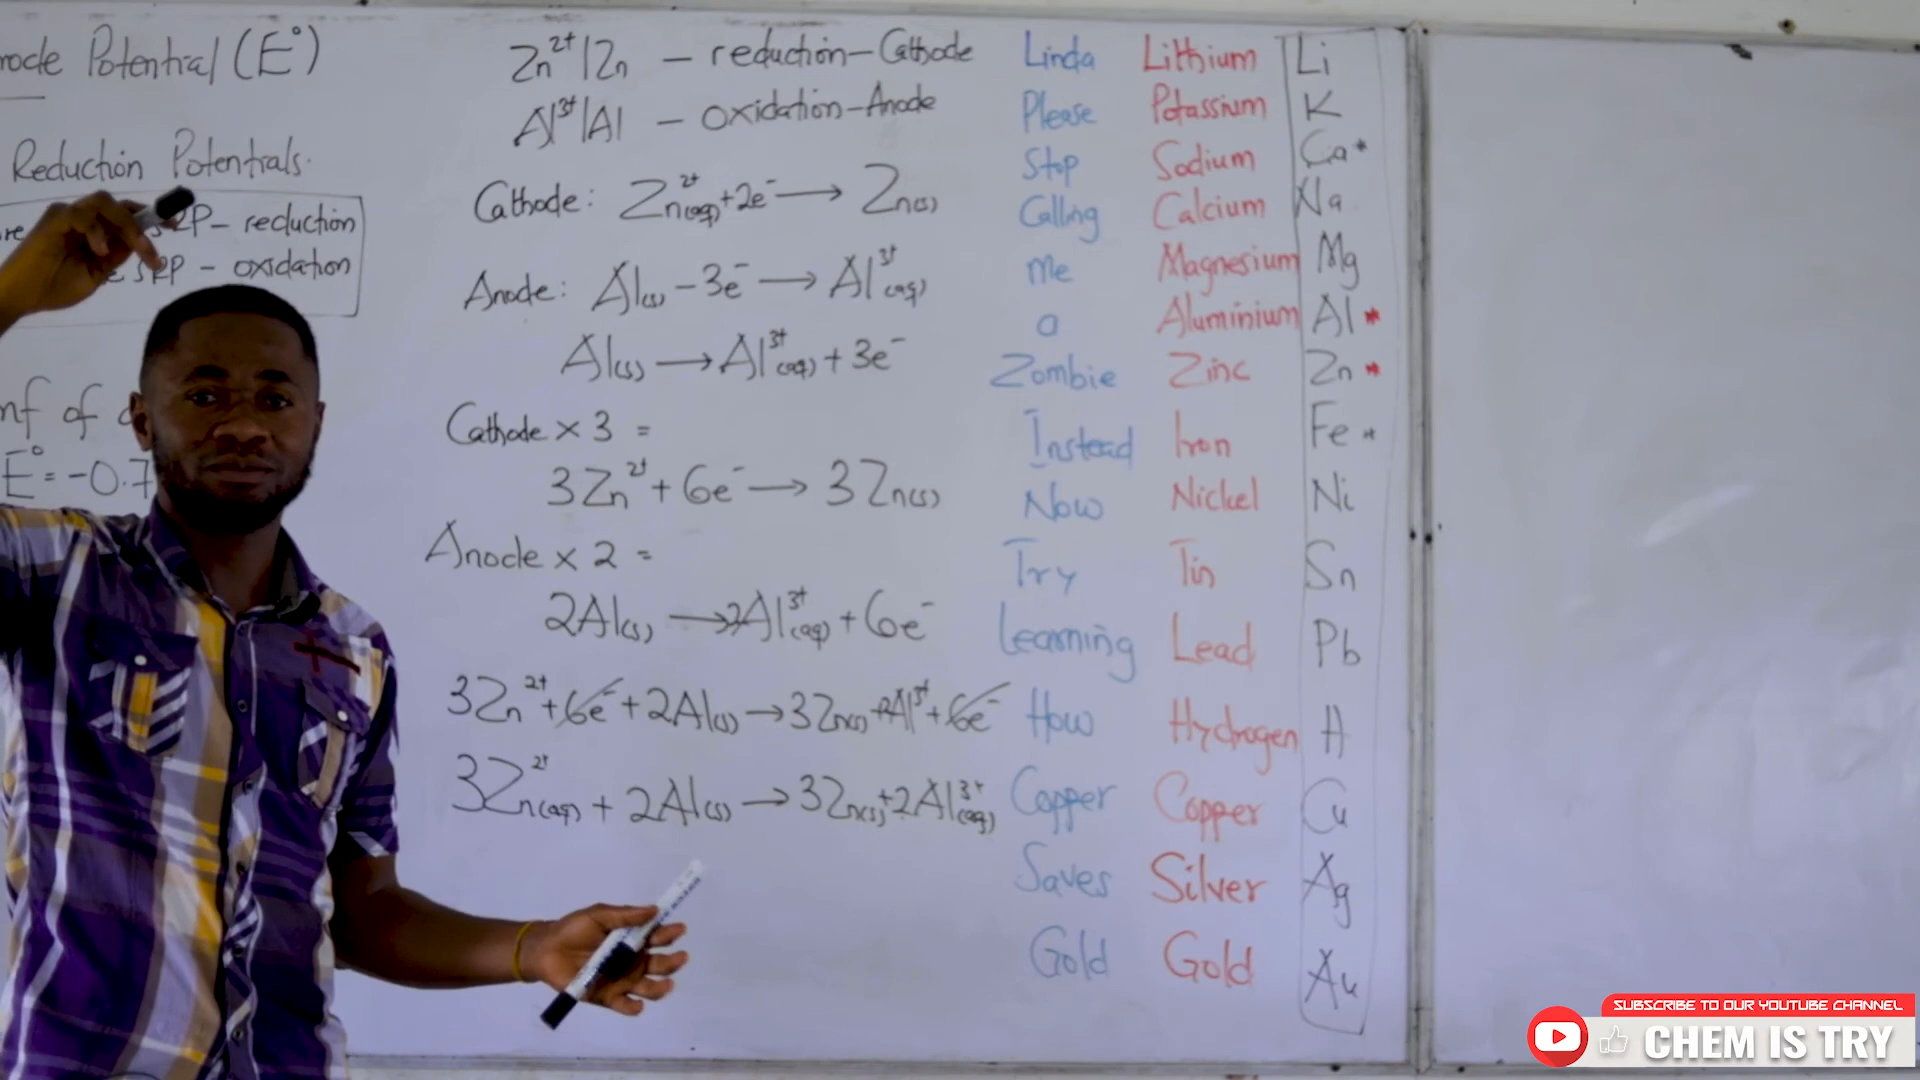 Potential (E°)
Reduction Potentials.
SRP - reduction
SRP - oxidation
of
E° = -0.7
Zn²⁺|Zn - reduction - Cathode
Al³⁺|Al - oxidation - Anode
Cathode: Zn²⁺(aq) + 2e⁻ → Zn(s)
Anode: Al(s) - 3e⁻ → Al³⁺(aq)
Al(s) → Al³⁺(aq) + 3e⁻
Cathode x 3 =
3Zn²⁺ + 6e⁻ → 3Zn(s)
Anode x 2 =
2Al(s) → 2Al³⁺(aq) + 6e⁻
3Zn²⁺ + 6e⁻ + 2Al(s) → 3Zn(s) + 2Al³⁺ + 6e⁻
3Zn²⁺(aq) + 2Al(s) → 3Zn(s) + 2Al³⁺(aq)
Linda Lithium Li
Please Potassium K
Stop Sodium Ca*
Calling Calcium Na
Me Magnesium Mg
a Aluminium Al*
Zombie Zinc Zn*
Instead Iron Fe*
Now Nickel Ni
Try Tin Sn
Learning Lead Pb
How Hydrogen H
Copper Copper Cu
Saves Silver Ag
Gold Gold Au
SUBSCRIBE TO OUR YOUTUBE CHANNEL
CHEM IS TRY